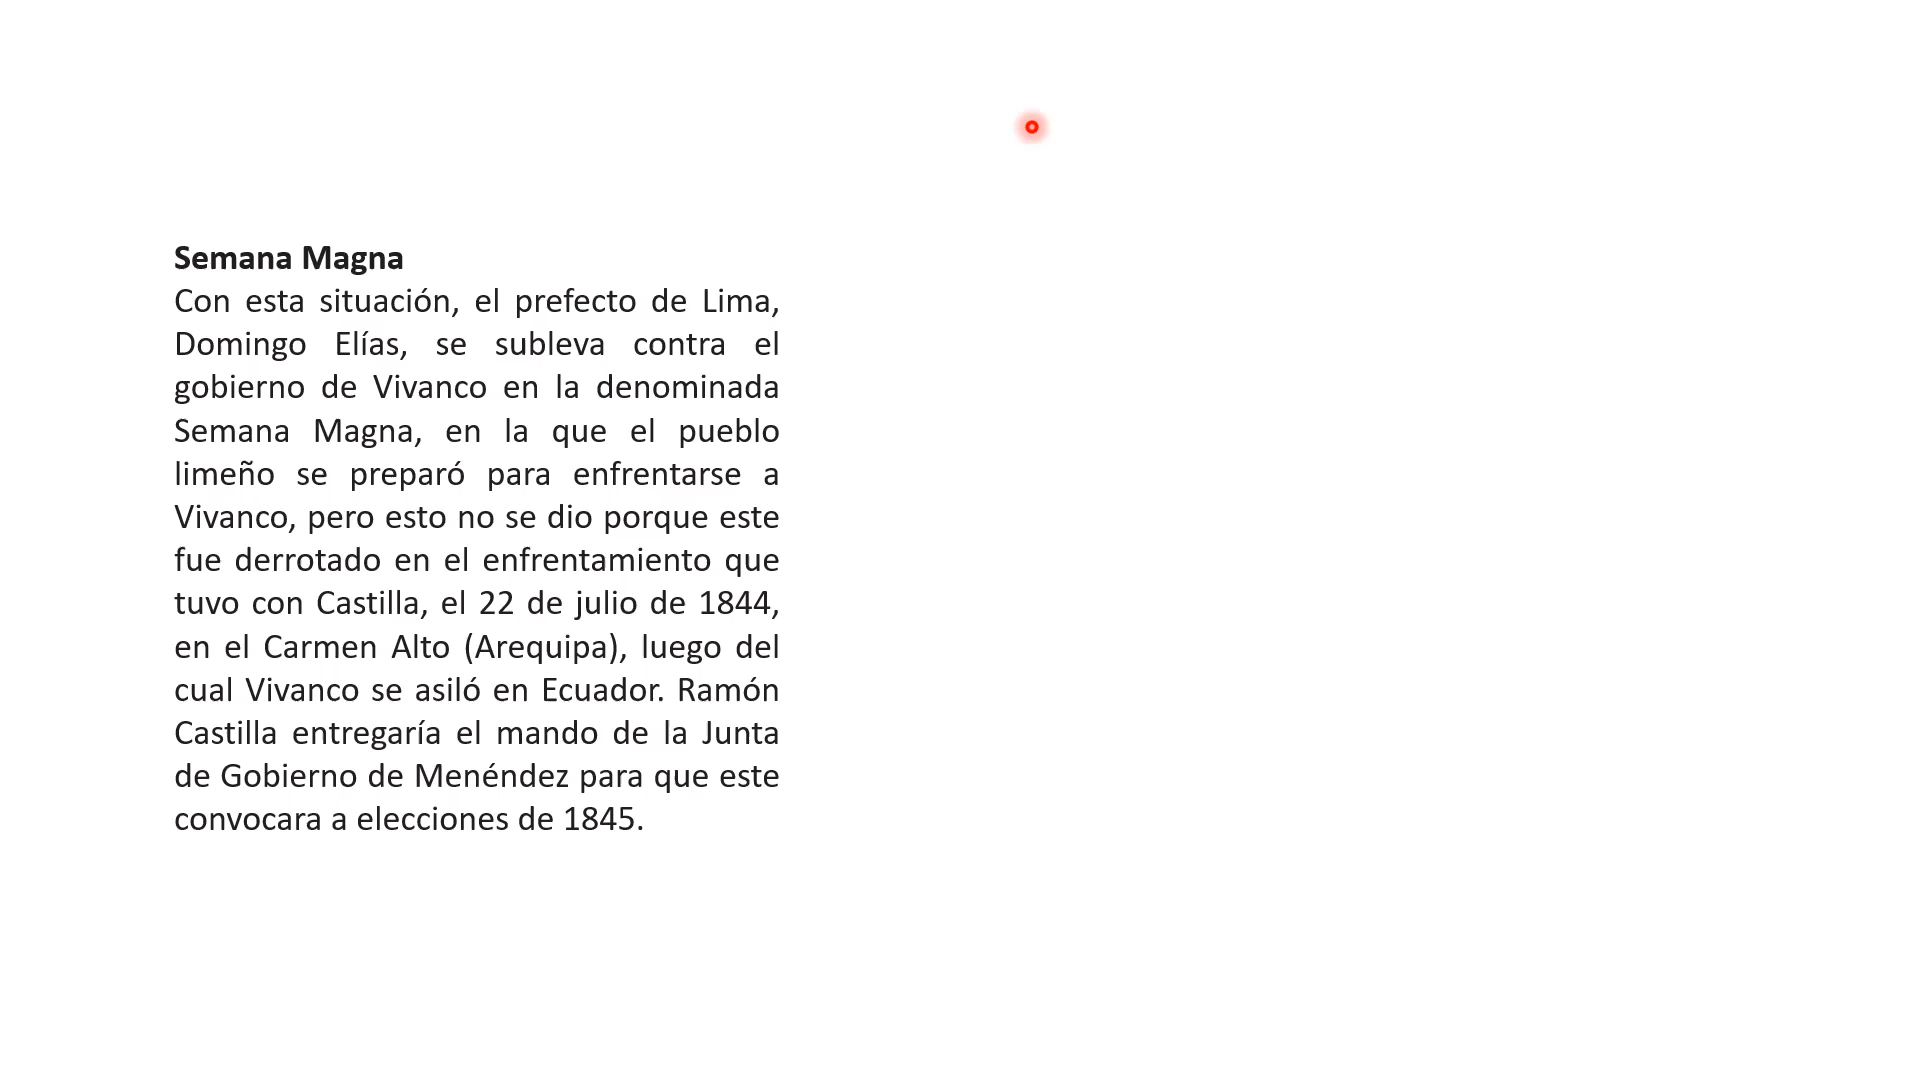 Semana Magna
Con esta situación, el prefecto de Lima,
Domingo Elías, se subleva contra el
gobierno de Vivanco en la denominada
Semana Magna, en la que el pueblo
limeño se preparó para enfrentarse a
Vivanco, pero esto no se dio porque este
fue derrotado en el enfrentamiento que
tuvo con Castilla, el 22 de julio de 1844,
en el Carmen Alto (Arequipa), luego del
cual Vivanco se asiló en Ecuador. Ramón
Castilla entregaría el mando de la Junta
de Gobierno de Menéndez para que este
convocara a elecciones de 1845.